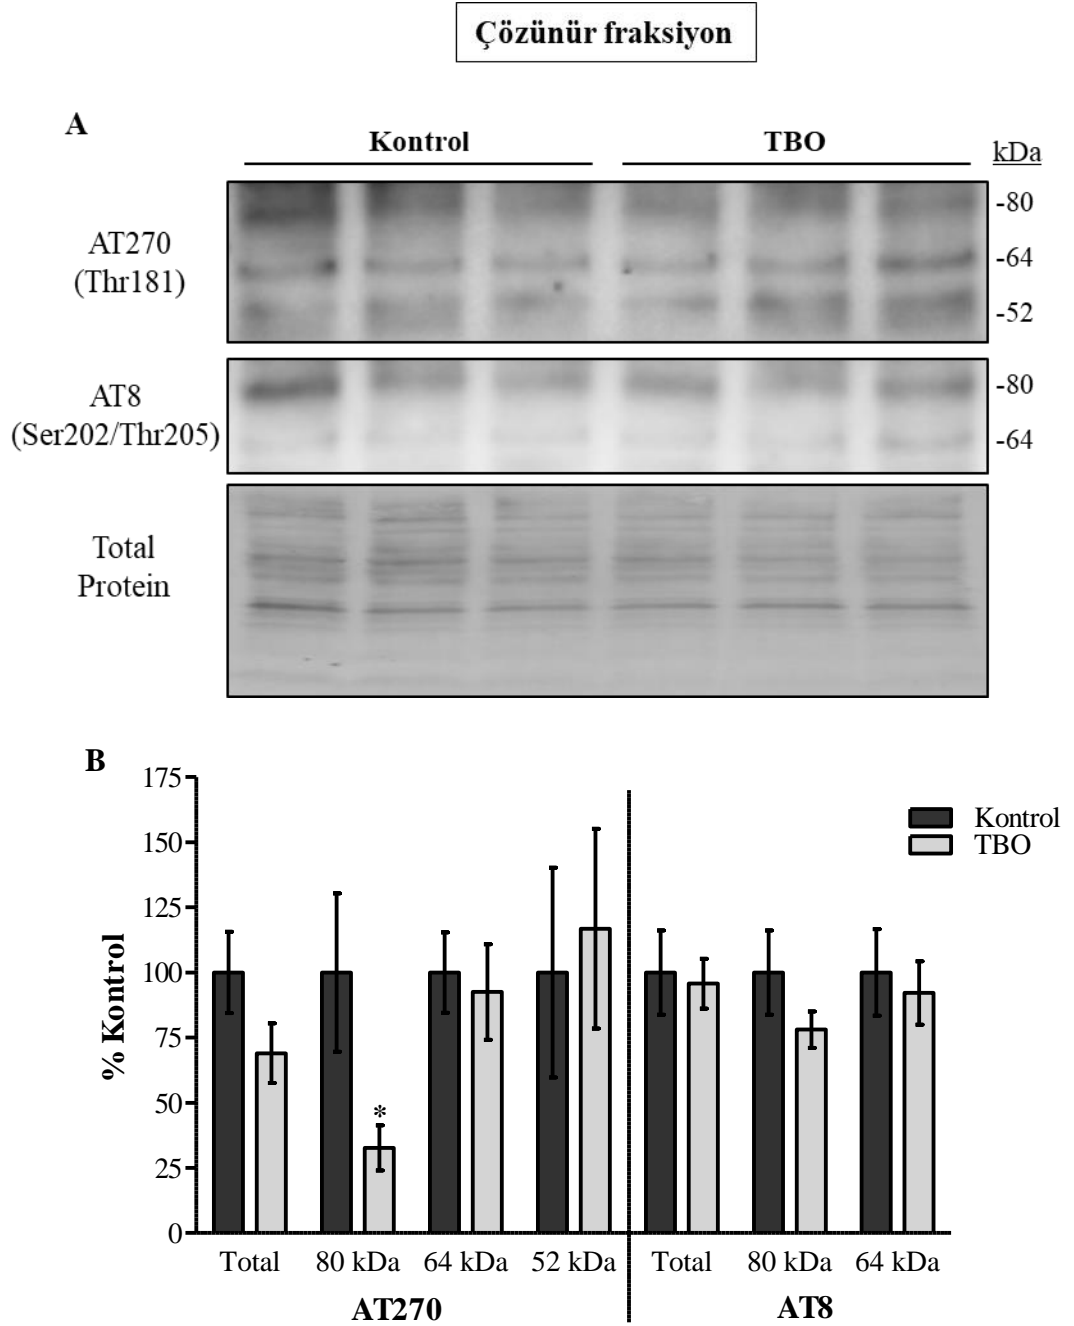 Çözünür fraksiyon
A
Kontrol
TBO
kDa
AT270
(Thr181)
-80
-64
-52
AT8
(Ser202/Thr205)
-80
-64
Total
Protein
B
% Kontrol
175
150
125
100
75
50
25
0
Kontrol
TBO
*
Total 80 kDa 64 kDa 52 kDa Total 80 kDa 64 kDa
AT270 AT8